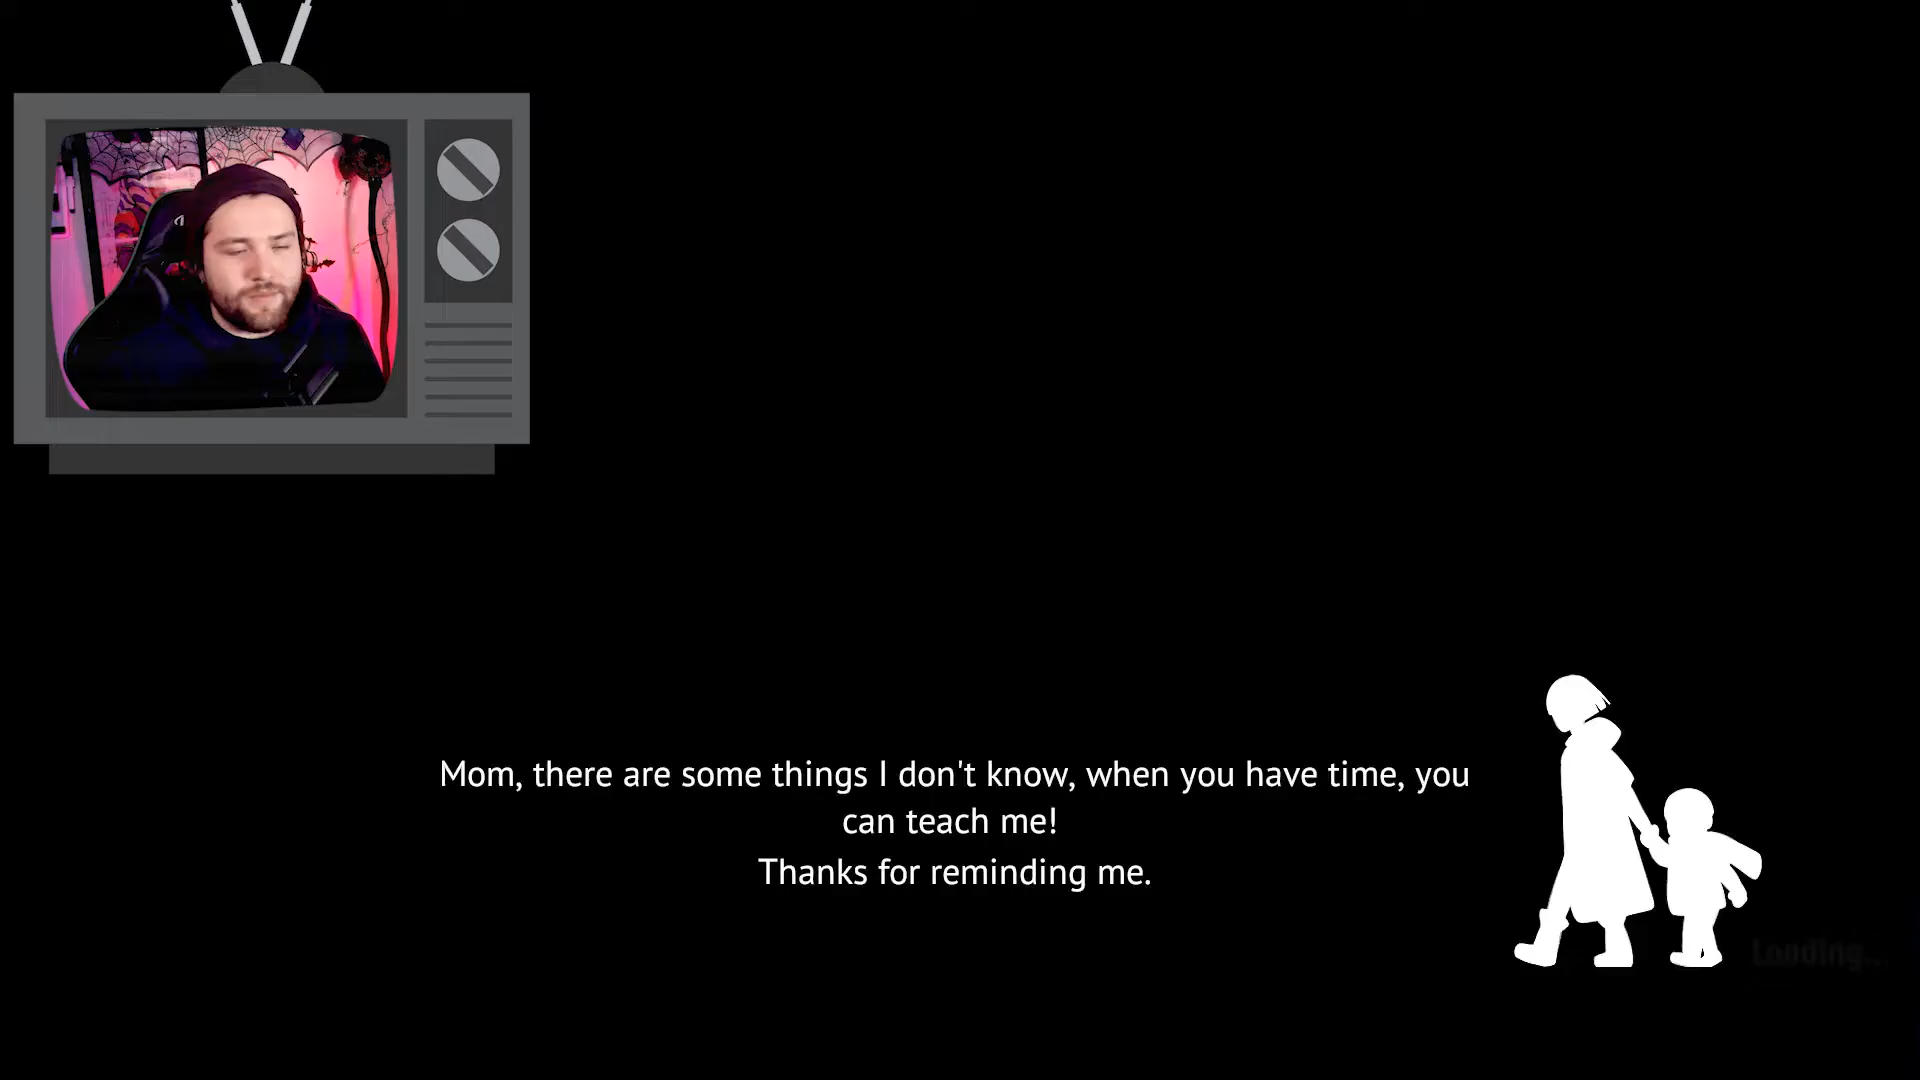 Mom, there are some things I don't know, when you have time, you
can teach me!
Thanks for reminding me.
Loading...